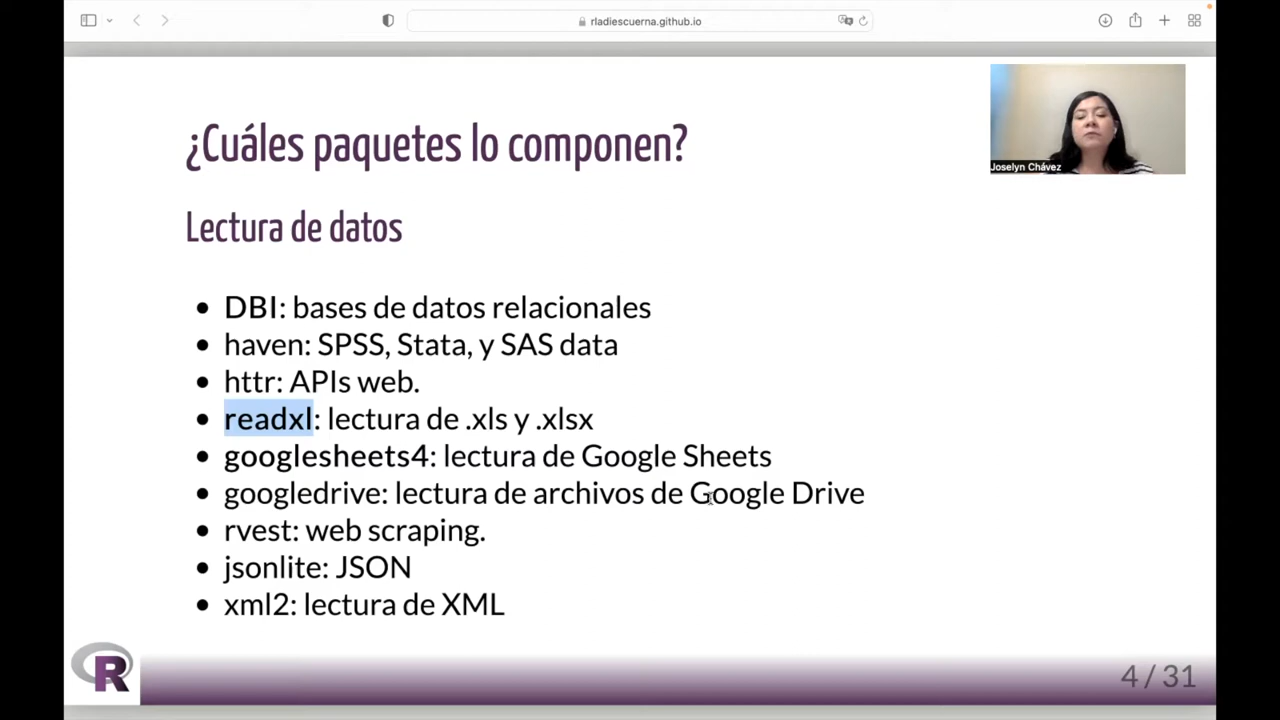 rladiescuerna.github.io
¿Cuáles paquetes lo componen?
Joselyn Chávez
Lectura de datos
DBI: bases de datos relacionales
haven: SPSS, Stata, y SAS data
httr: APIs web.
readxl: lectura de .xls y .xlsx
googlesheets4: lectura de Google Sheets
googledrive: lectura de archivos de Google Drive
rvest: web scraping.
jsonlite: JSON
xml2: lectura de XML
R
4 / 31